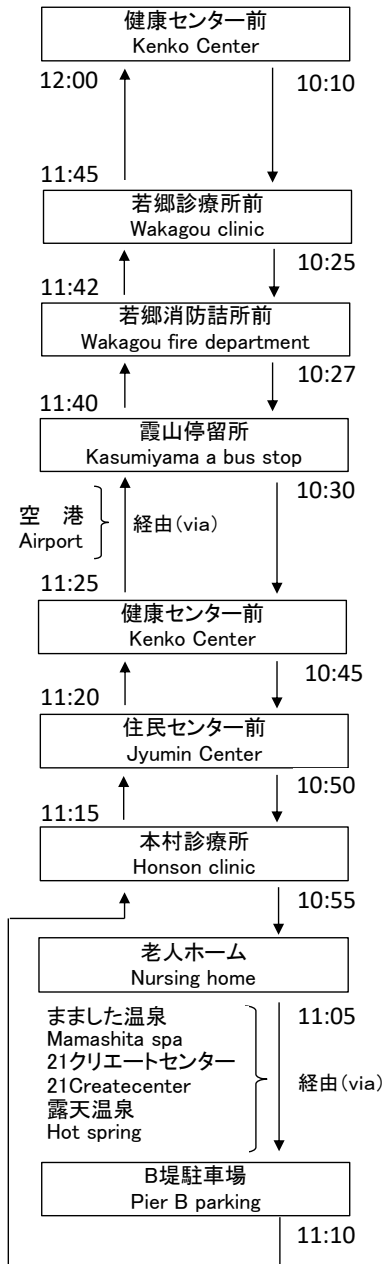 健康センター前
Kenko Center
12:00
10:10
11:45
若郷診療所前
Wakagou clinic
10:25
11:42
若郷消防詰所前
Wakagou fire department
10:27
11:40
霞山停留所
Kasumiyama a bus stop
10:30
空 港
Airport
経由(via)
11:25
健康センター前
Kenko Center
10:45
11:20
住民センター前
Jyumin Center
10:50
11:15
本村診療所
Honson clinic
10:55
老人ホーム
Nursing home
11:05
まました温泉
Mamashita spa
21クリエートセンター
21Createcenter
露天温泉
Hot spring
経由(via)
B堤駐車場
Pier B parking
11:10